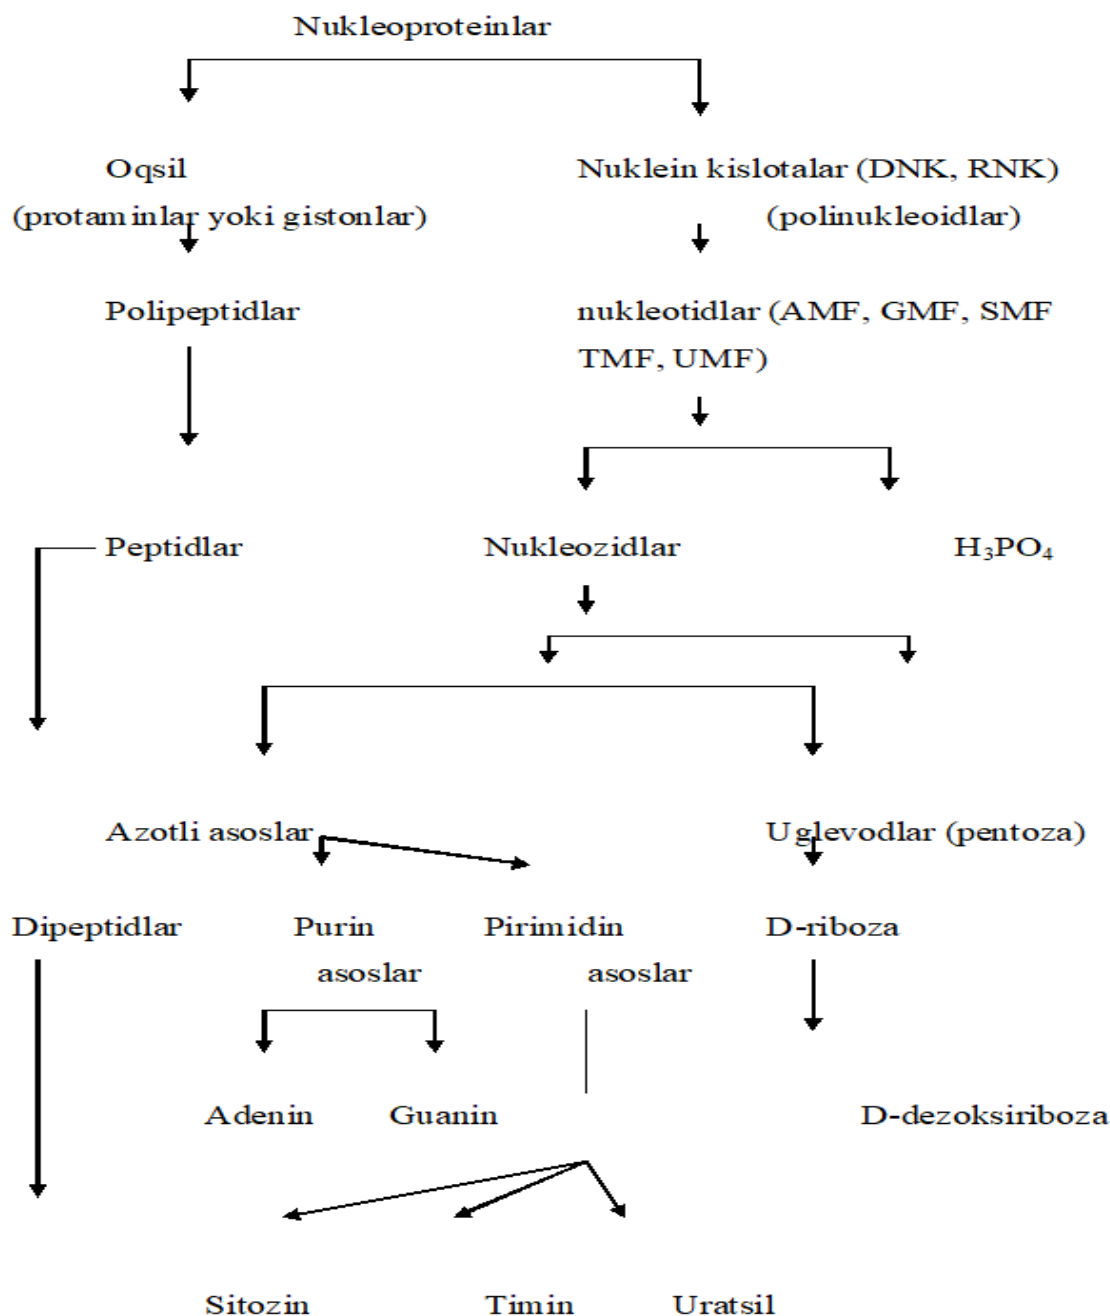 Nukleoproteinlar
Oqsil Nuklein kislotalar (DNK, RNK)
(protaminlar yoki gistonlar) (polinukleoidlar)
Polipeptidlar nukleotidlar (AMF, GMF, SMF
TMF, UMF)
Peptidlar Nukleozidlar H₃PO₄
Azotli asoslar Uglevodlar (pentoza)
Dipeptidlar Purin Pirimidin D-riboza
asoslar asoslar
Adenin Guanin D-dezoksiriboza
Sitozin Timin Uratsil